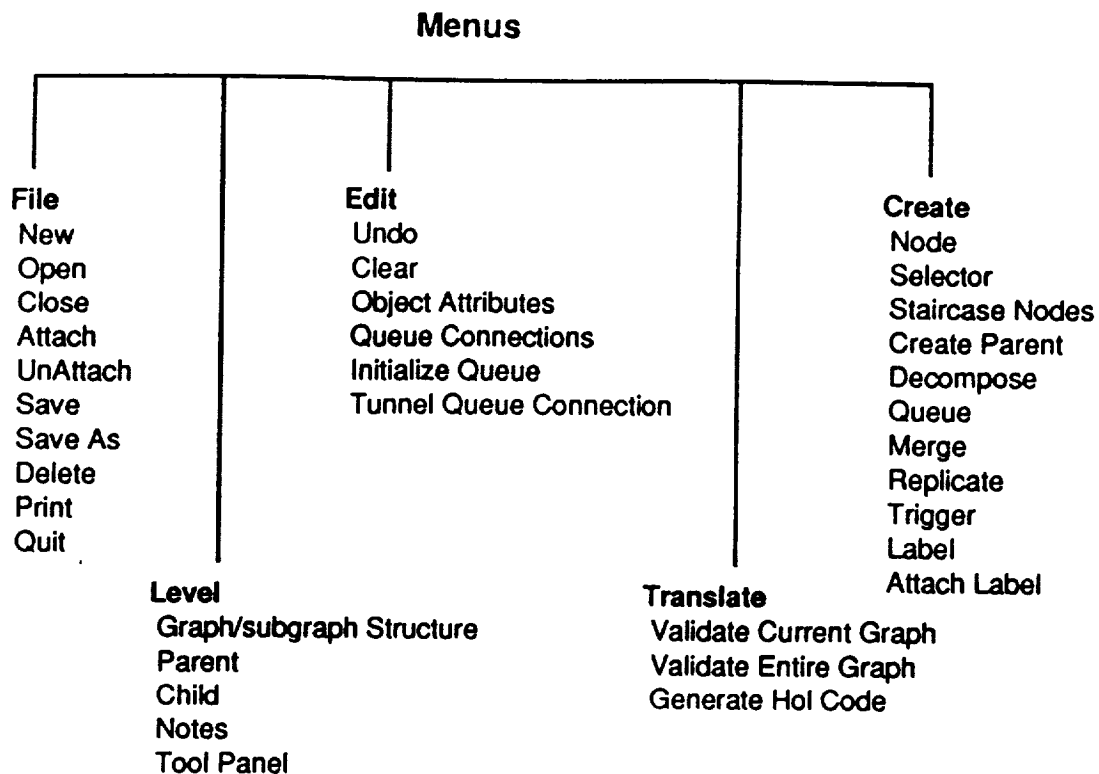 Menus
File
New
Open
Close
Attach
UnAttach
Save
Save As
Delete
Print
Quit
Level
Graph/subgraph Structure
Parent
Child
Notes
Tool Panel
Edit
Undo
Clear
Object Attributes
Queue Connections
Initialize Queue
Tunnel Queue Connection
Translate
Validate Current Graph
Validate Entire Graph
Generate Hol Code
Create
Node
Selector
Staircase Nodes
Create Parent
Decompose
Queue
Merge
Replicate
Trigger
Label
Attach Label